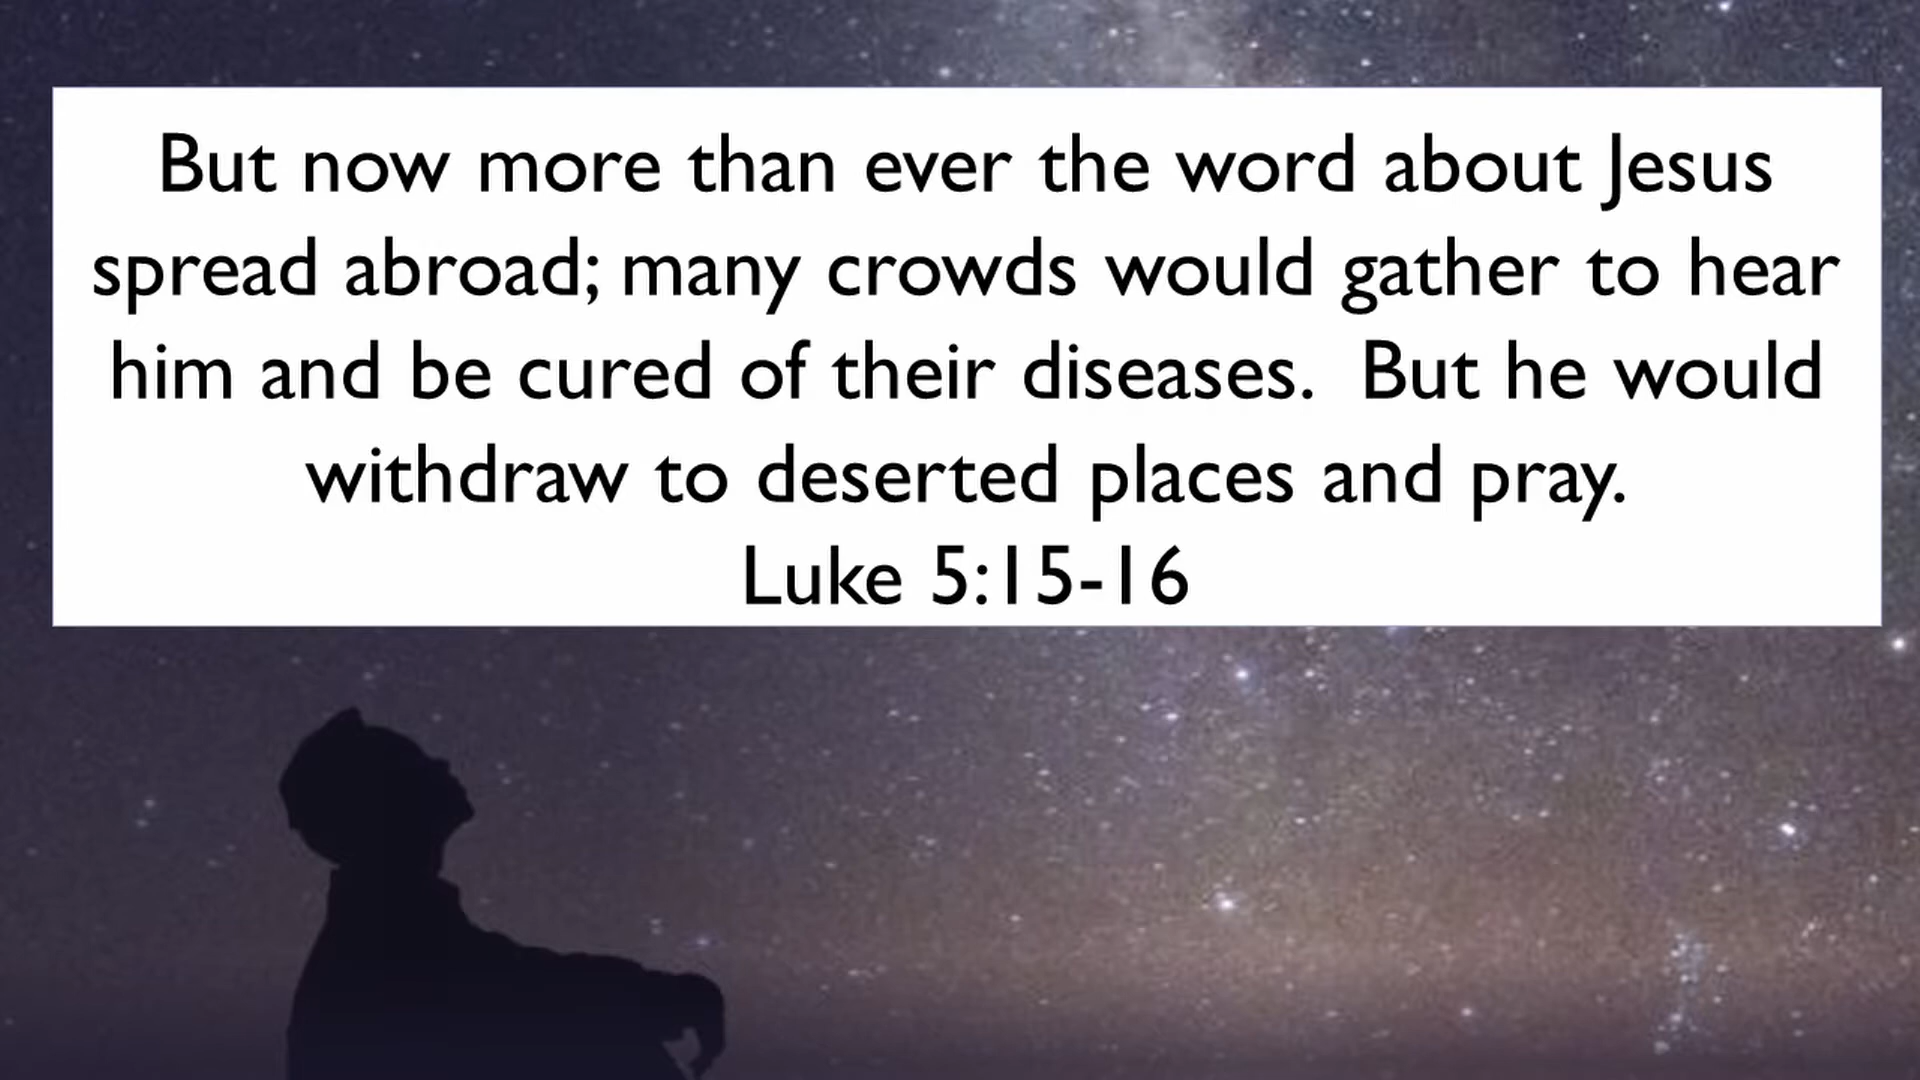 But now more than ever the word about Jesus
spread abroad; many crowds would gather to hear
him and be cured of their diseases.  But he would
withdraw to deserted places and pray.
Luke 5:15-16